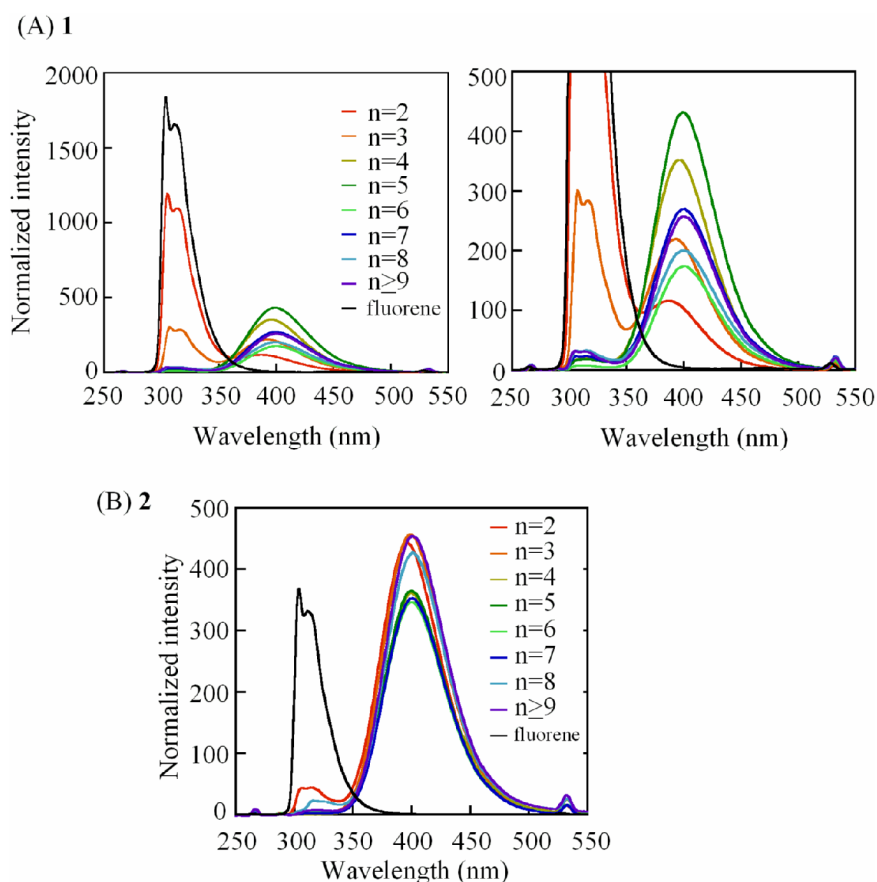 (A) 1
Normalized intensity
2000
1500
1000
500
0
250 300 350 400 450 500 550
Wavelength (nm)
n=2
n=3
n=4
n=5
n=6
n=7
n=8
n≥9
fluorene
500
400
300
200
100
0
250 300 350 400 450 500 550
Wavelength (nm)
(B) 2
Normalized intensity
500
400
300
200
100
0
250 300 350 400 450 500 550
Wavelength (nm)
n=2
n=3
n=4
n=5
n=6
n=7
n=8
n≥9
fluorene